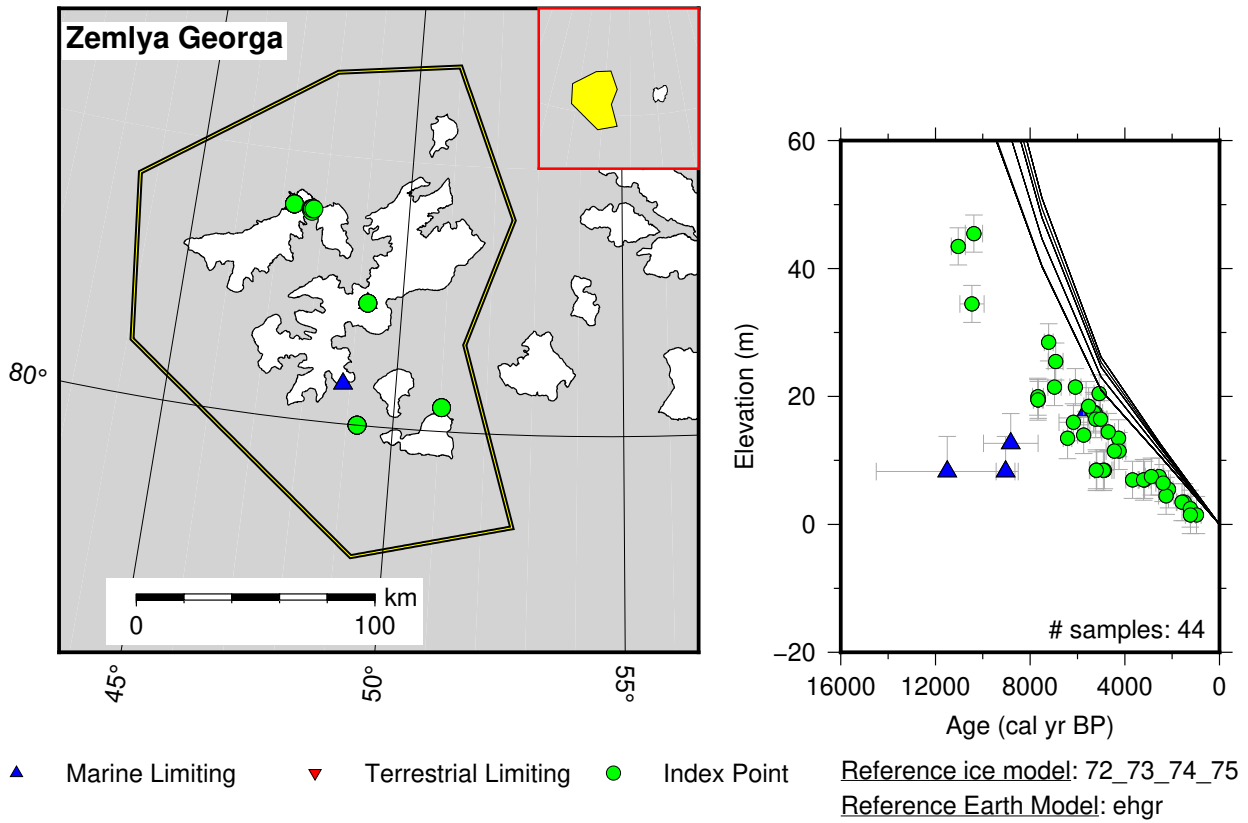 Zemlya Georga
80°
km
0 100
45° 50° 55°
60
40
20
0
−20
Elevation (m)
# samples: 44
16000 12000 8000 4000 0
Age (cal yr BP)
Marine Limiting Terrestrial Limiting Index Point
Reference ice model: 72_73_74_75
Reference Earth Model: ehgr